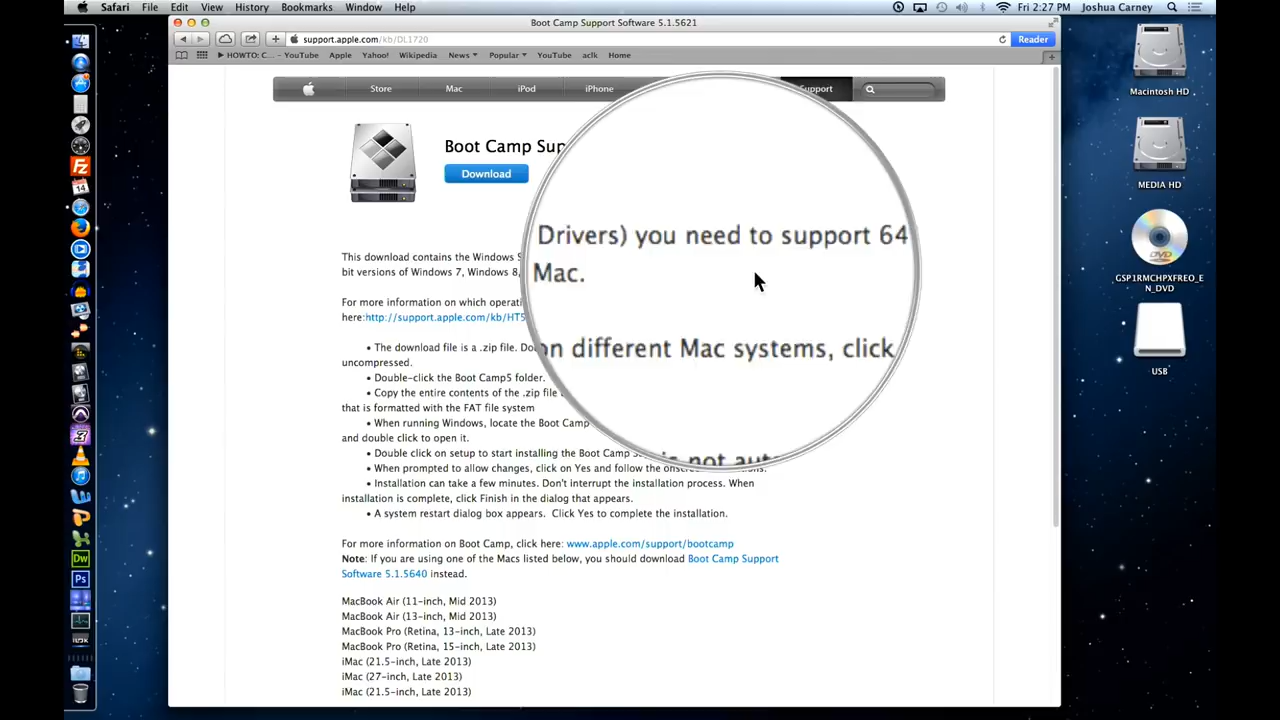 Safari File Edit View History Bookmarks Window Help Fri 2:27 PM Joshua Carney
Boot Camp Support Software 5.1.5621
support.apple.com/kb/DL1720 Reader
HOWTO: C... – YouTube Apple Yahoo! Wikipedia News Popular YouTube aclk Home
Store Mac iPod iPhone Support
Boot Camp Sup
Download
Drivers) you need to support 64
Mac.
on different Mac systems, click
is not aut
This download contains the Windows S
bit versions of Windows 7, Windows 8,
For more information on which operati
here:http://support.apple.com/kb/HT5
• The download file is a .zip file. Dou
uncompressed.
• Double-click the Boot Camp5 folder.
• Copy the entire contents of the .zip file
that is formatted with the FAT file system
• When running Windows, locate the Boot Camp
and double click to open it.
• Double click on setup to start installing the Boot Camp
• When prompted to allow changes, click on Yes and follow the onscreen
• Installation can take a few minutes. Don't interrupt the installation process. When
installation is complete, click Finish in the dialog that appears.
• A system restart dialog box appears. Click Yes to complete the installation.
For more information on Boot Camp, click here: www.apple.com/support/bootcamp
Note: If you are using one of the Macs listed below, you should download Boot Camp Support
Software 5.1.5640 instead.
MacBook Air (11-inch, Mid 2013)
MacBook Air (13-inch, Mid 2013)
MacBook Pro (Retina, 13-inch, Late 2013)
MacBook Pro (Retina, 15-inch, Late 2013)
iMac (21.5-inch, Late 2013)
iMac (27-inch, Late 2013)
iMac (21.5-inch, Late 2013)
Macintosh HD
MEDIA HD
DVD
GSP1RMCHPXFREO_E
N_DVD
USB
Fz
14
3
Dw
Ps